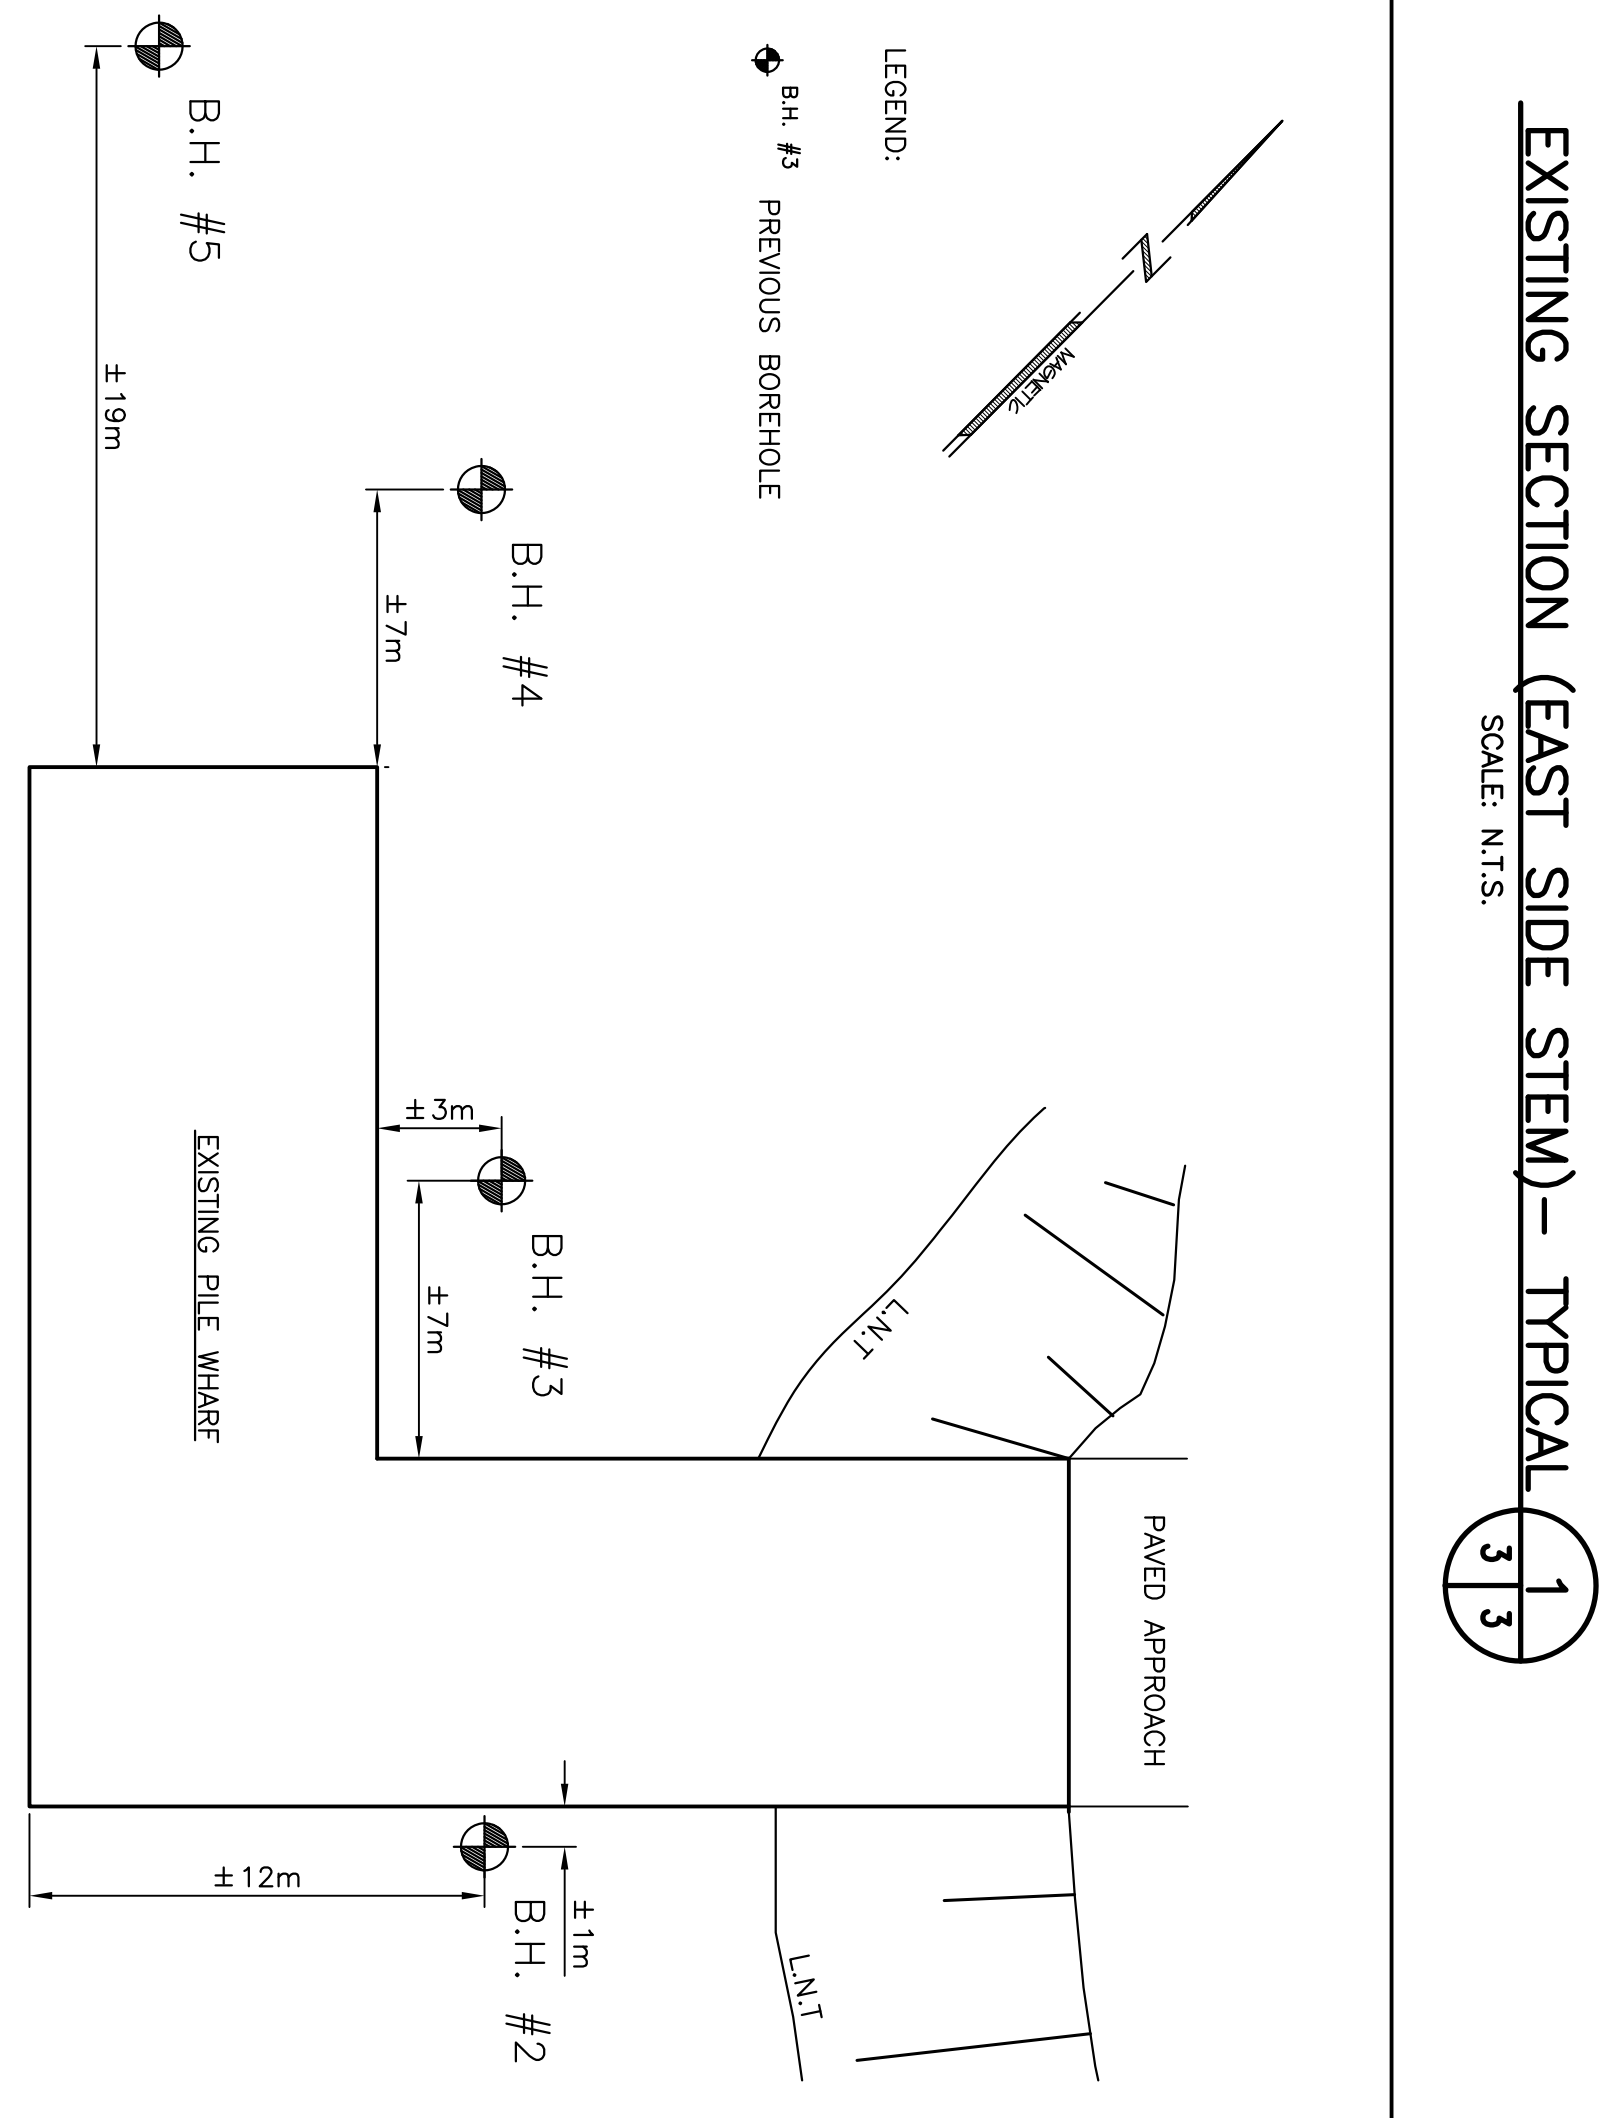 EXISTING SECTION (EAST SIDE STEM)- TYPICAL
1
3 3
SCALE: N.T.S.
MAGNETIC
LEGEND:
B.H. #3 PREVIOUS BOREHOLE
PAVED APPROACH
L.N.T
L.N.T
B.H. #5
±19m
B.H. #4
±7m
B.H. #3
±3m
±7m
B.H. #2
±1m
±12m
EXISTING PILE WHARF